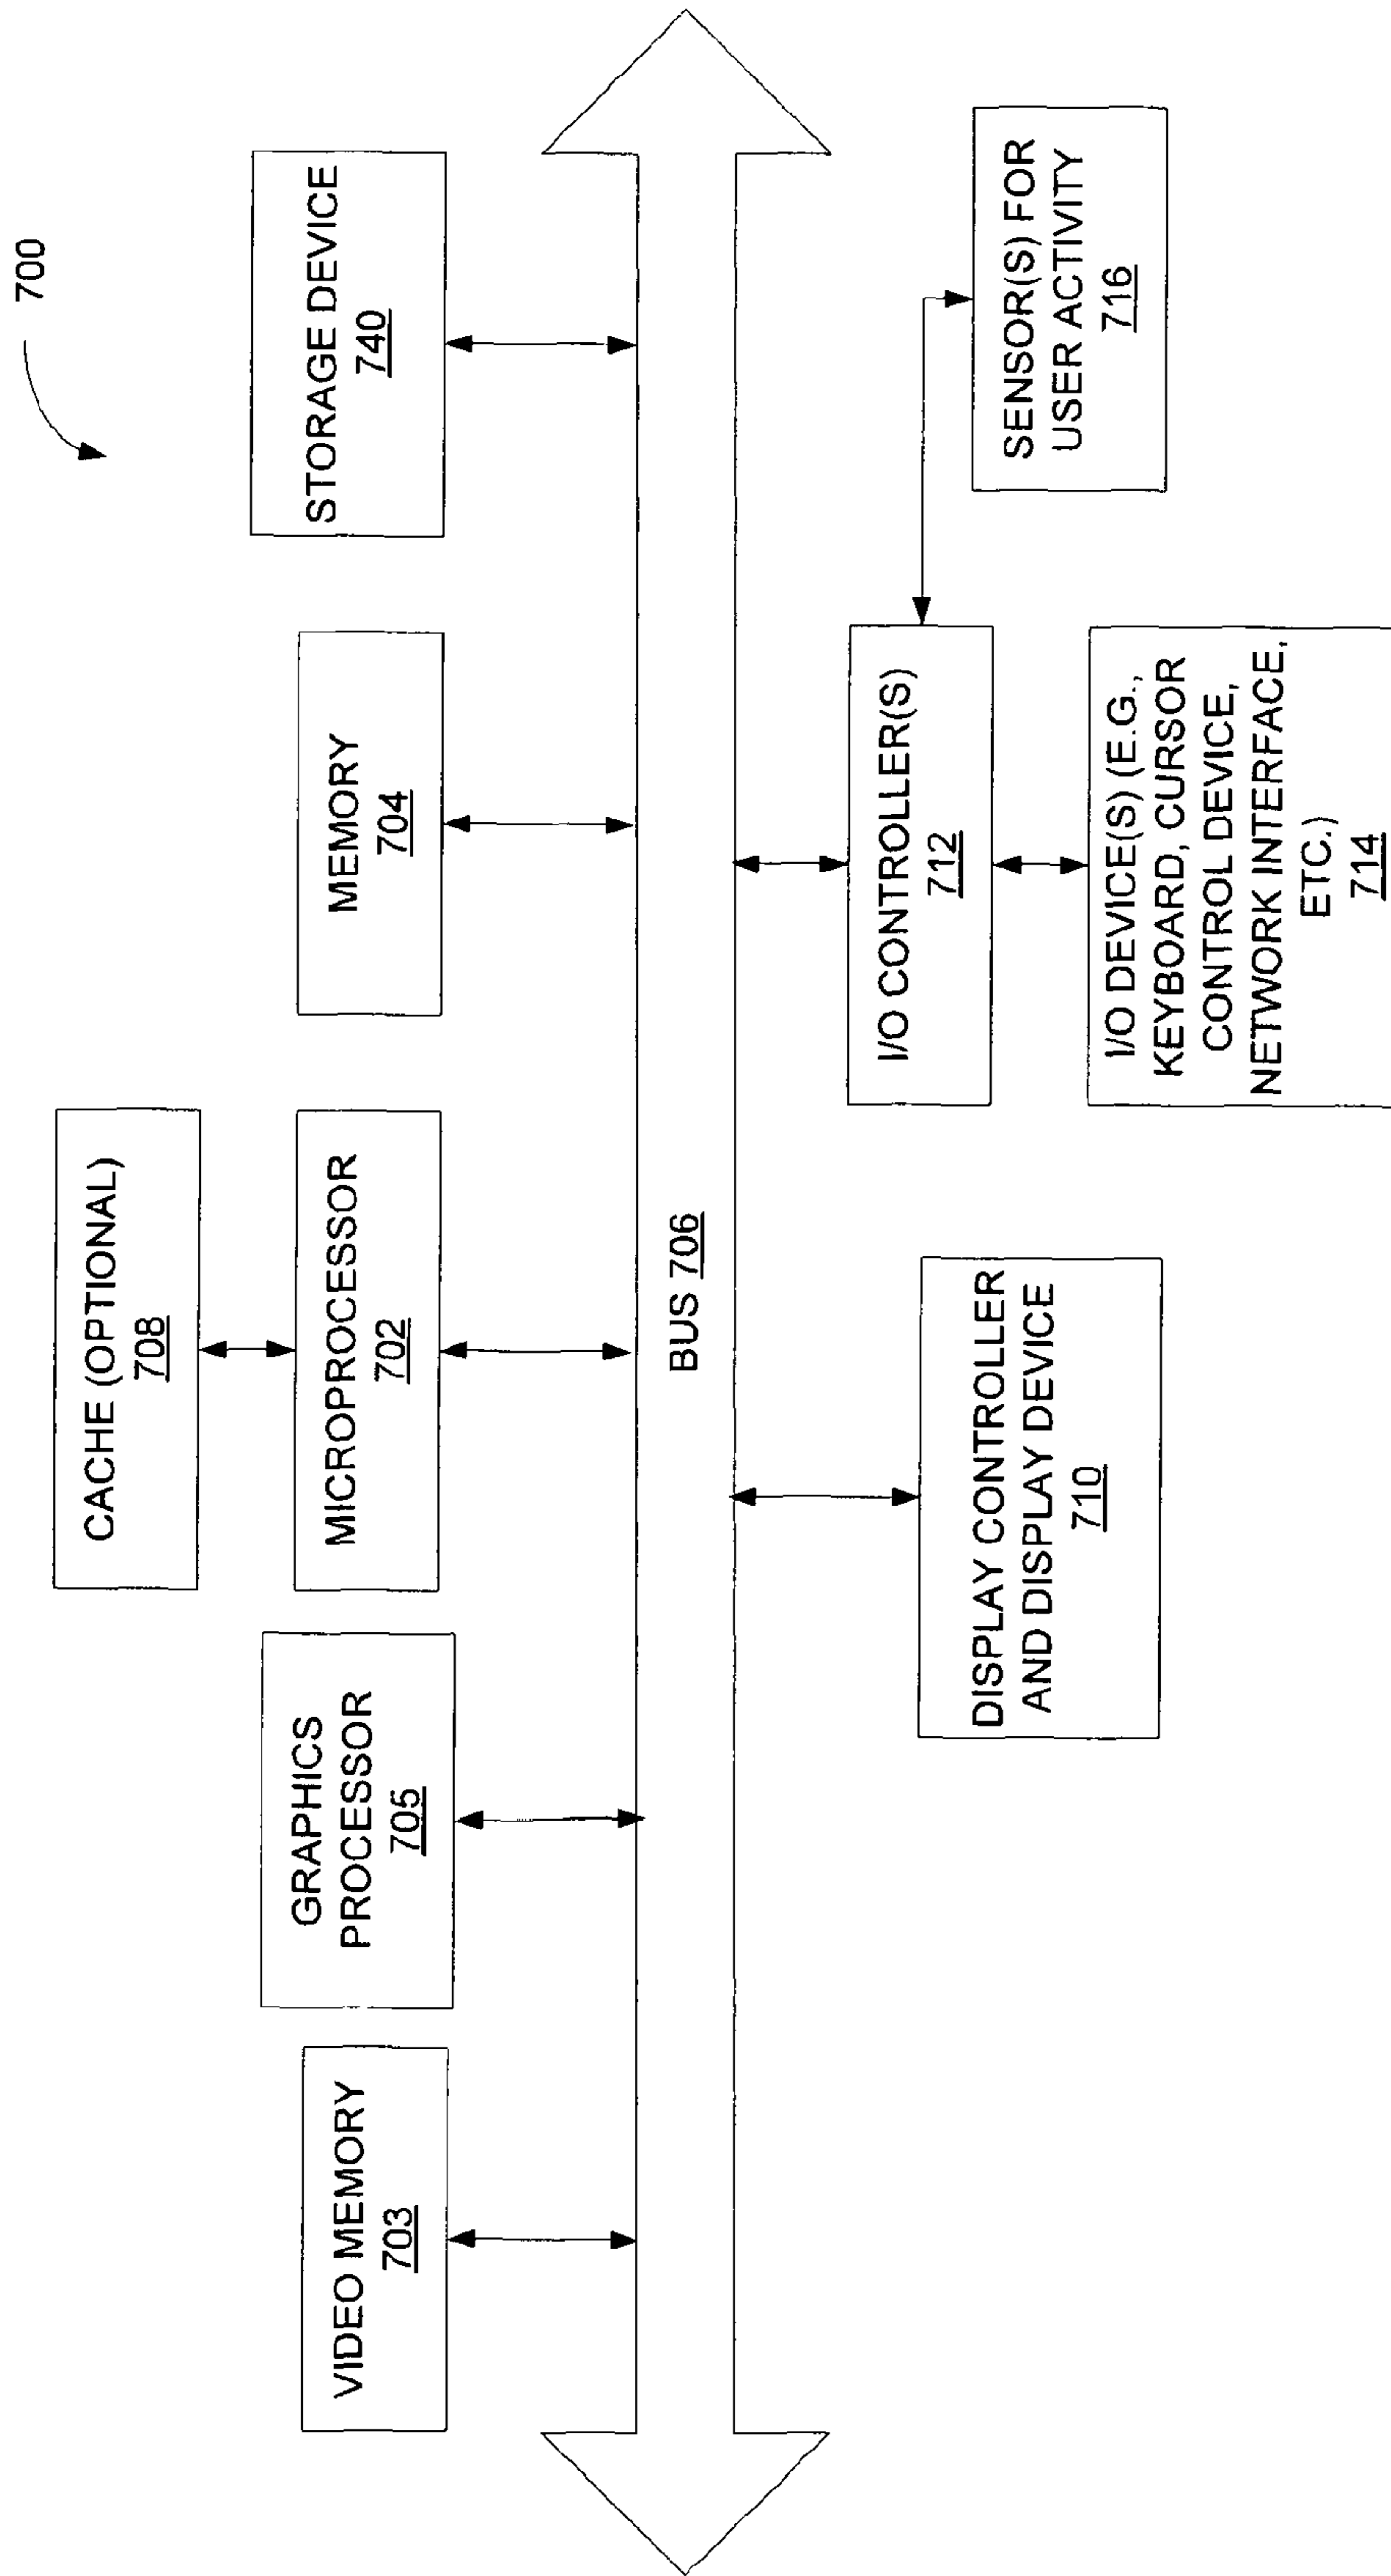 700
CACHE (OPTIONAL)
708
VIDEO MEMORY
703
GRAPHICS
PROCESSOR
705
MICROPROCESSOR
702
MEMORY
704
STORAGE DEVICE
740
BUS 706
DISPLAY CONTROLLER
AND DISPLAY DEVICE
710
I/O CONTROLLER(S)
712
SENSOR(S) FOR
USER ACTIVITY
716
I/O DEVICE(S) (E.G.,
KEYBOARD, CURSOR
CONTROL DEVICE,
NETWORK INTERFACE,
ETC.)
714